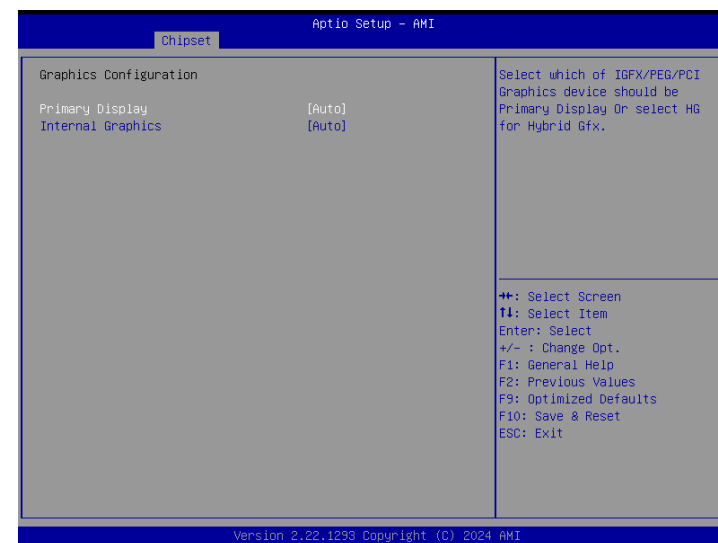 Aptio Setup – AMI
Chipset
Graphics Configuration
Primary Display [Auto]
Internal Graphics [Auto]
Select which of IGFX/PEG/PCI
Graphics device should be
Primary Display Or select HG
for Hybrid Gfx.
→←: Select Screen
↑↓: Select Item
Enter: Select
+/- : Change Opt.
F1: General Help
F2: Previous Values
F9: Optimized Defaults
F10: Save & Reset
ESC: Exit
Version 2.22.1293 Copyright (C) 2024 AMI